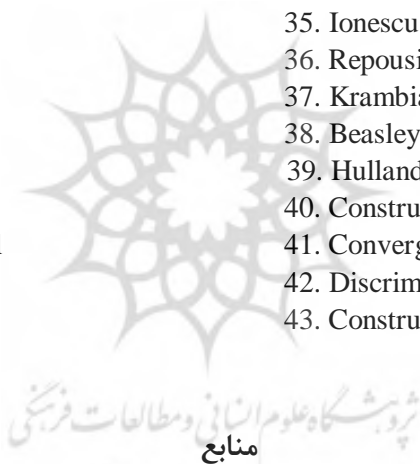 35. Ionescu
36. Repousi
37. Krambia
38. Beasley
39. Hulland
40. Constru
41. Converg
42. Discrim
43. Constru
پژوهشگاه علوم انسانی و مطالعات فرهنگی
منابع